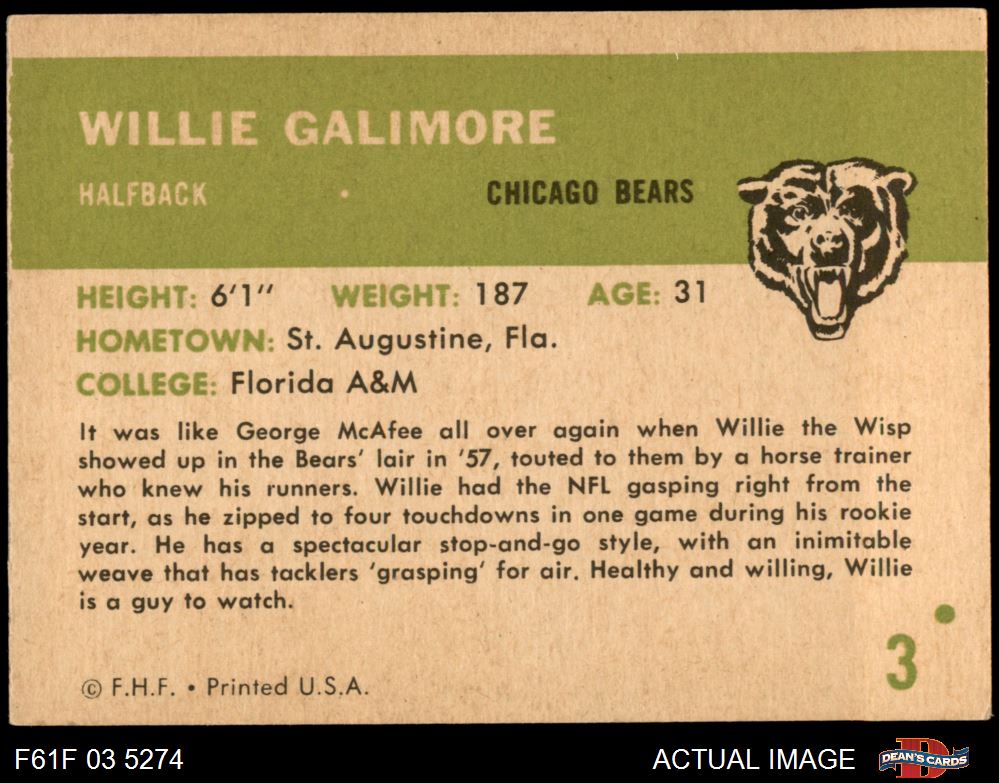 WILLIE GALIMORE
HALFBACK • CHICAGO BEARS
HEIGHT: 6'1" WEIGHT: 187 AGE: 31
HOMETOWN: St. Augustine, Fla.
COLLEGE: Florida A&M
It was like George McAfee all over again when Willie the Wisp
showed up in the Bears' lair in '57, touted to them by a horse trainer
who knew his runners. Willie had the NFL gasping right from the
start, as he zipped to four touchdowns in one game during his rookie
year. He has a spectacular stop-and-go style, with an inimitable
weave that has tacklers 'grasping' for air. Healthy and willing, Willie
is a guy to watch.
3
© F.H.F. • Printed U.S.A.
F61F 03 5274
ACTUAL IMAGE
D
DEAN'S CARDS